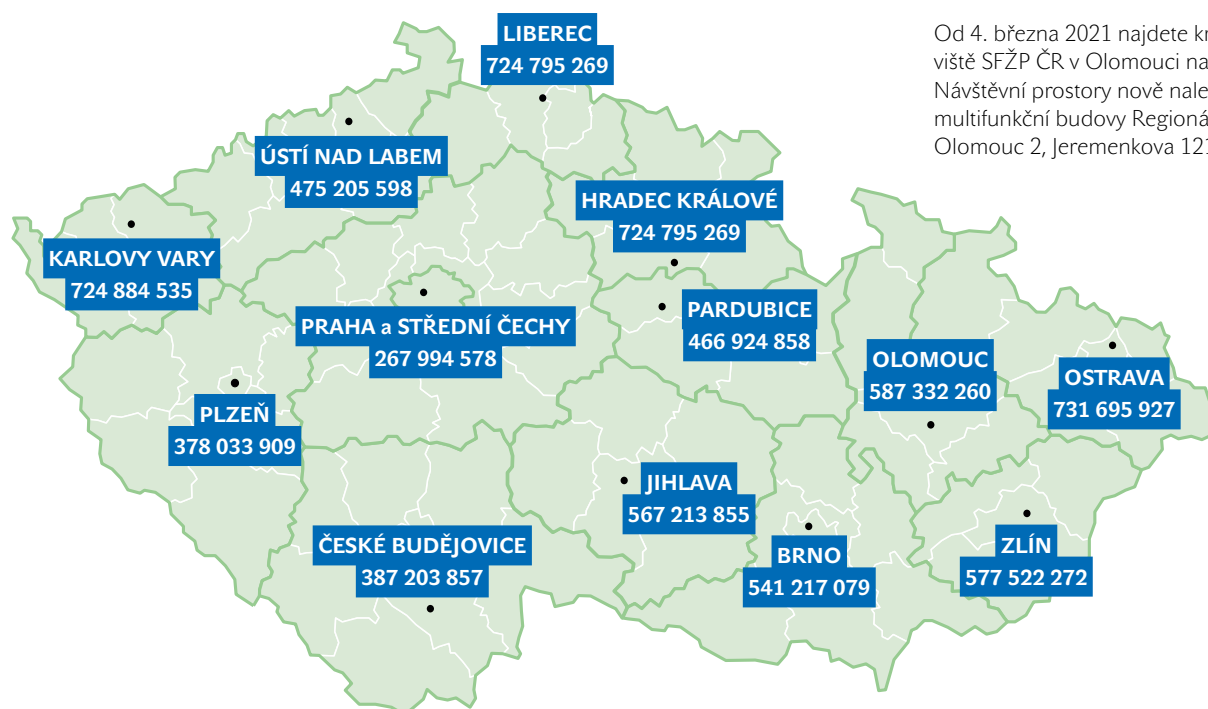 LIBEREC
724 795 269
Od 4. března 2021 najdete
viště SFŽP ČR v Olomouci na
Návštěvní prostory nově
multifunkční budovy
Olomouc 2, Jeremenkova
ÚSTÍ NAD LABEM
475 205 598
HRADEC KRÁLOVÉ
724 795 269
KARLOVY VARY
724 884 535
PRAHA a STŘEDNÍ ČECHY
267 994 578
PARDUBICE
466 924 858
OLOMOUC
587 332 260
OSTRAVA
731 695 927
PLZEŇ
378 033 909
JIHLAVA
567 213 855
ČESKÉ BUDĚJOVICE
387 203 857
BRNO
541 217 079
ZLÍN
577 522 272